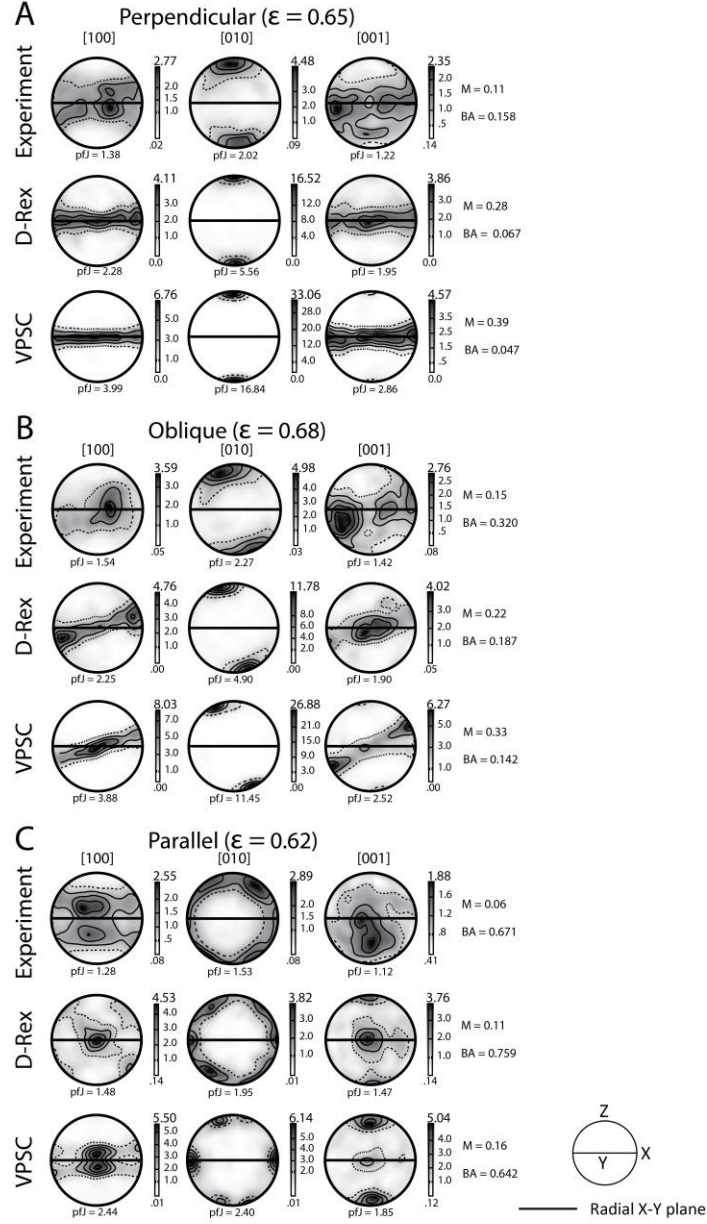 A Perpendicular (ε = 0.65)
[100] [010] [001]
Experiment
2.77 2.0 1.5 1.0 .02 pfJ = 1.38
4.48 3.0 2.0 1.0 .09 pfJ = 2.02
2.35 2.0 1.5 1.0 .5 .14 pfJ = 1.22
M = 0.11
BA = 0.158
D-Rex
4.11 3.0 2.0 1.0 0.0 pfJ = 2.28
16.52 12.0 8.0 4.0 0.0 pfJ = 5.56
3.86 3.0 2.0 1.0 0.0 pfJ = 1.95
M = 0.28
BA = 0.067
VPSC
6.76 5.0 3.0 1.0 0.0 pfJ = 3.99
33.06 28.0 20.0 12.0 4.0 0.0 pfJ = 16.84
4.57 3.5 2.5 1.5 .5 0.0 pfJ = 2.86
M = 0.39
BA = 0.047
B Oblique (ε = 0.68)
[100] [010] [001]
Experiment
3.59 2.0 1.0 .05 pfJ = 1.54
4.98 4.0 3.0 2.0 1.0 .03 pfJ = 2.27
2.76 2.5 2.0 1.5 1.0 .5 .08 pfJ = 1.42
M = 0.15
BA = 0.320
D-Rex
4.76 4.0 3.0 2.0 1.0 .00 pfJ = 2.25
11.78 8.0 6.0 4.0 2.0 .00 pfJ = 4.90
4.02 3.0 2.0 1.0 .05 pfJ = 1.90
M = 0.22
BA = 0.187
VPSC
8.03 7.0 5.0 3.0 1.0 .00 pfJ = 3.88
26.88 21.0 15.0 9.0 3.0 .00 pfJ = 11.45
6.27 5.0 3.0 2.0 1.0 .00 pfJ = 2.52
M = 0.33
BA = 0.142
C Parallel (ε = 0.62)
[100] [010] [001]
Experiment
2.55 2.0 1.5 1.0 .5 .08 pfJ = 1.28
2.89 2.0 1.5 1.0 .08 pfJ = 1.53
1.88 1.6 1.2 .8 .41 pfJ = 1.12
M = 0.06
BA = 0.671
D-Rex
4.53 4.0 3.0 2.0 1.0 .14 pfJ = 1.48
3.82 3.0 2.0 1.0 .01 pfJ = 1.95
3.76 3.0 2.0 1.0 .14 pfJ = 1.47
M = 0.11
BA = 0.759
VPSC
5.50 4.0 3.0 2.0 1.0 .01 pfJ = 2.44
6.14 5.0 4.0 3.0 2.0 .01 pfJ = 2.40
5.04 4.0 3.0 2.0 1.0 .12 pfJ = 1.85
M = 0.16
BA = 0.642
Z
Y X
Radial X-Y plane